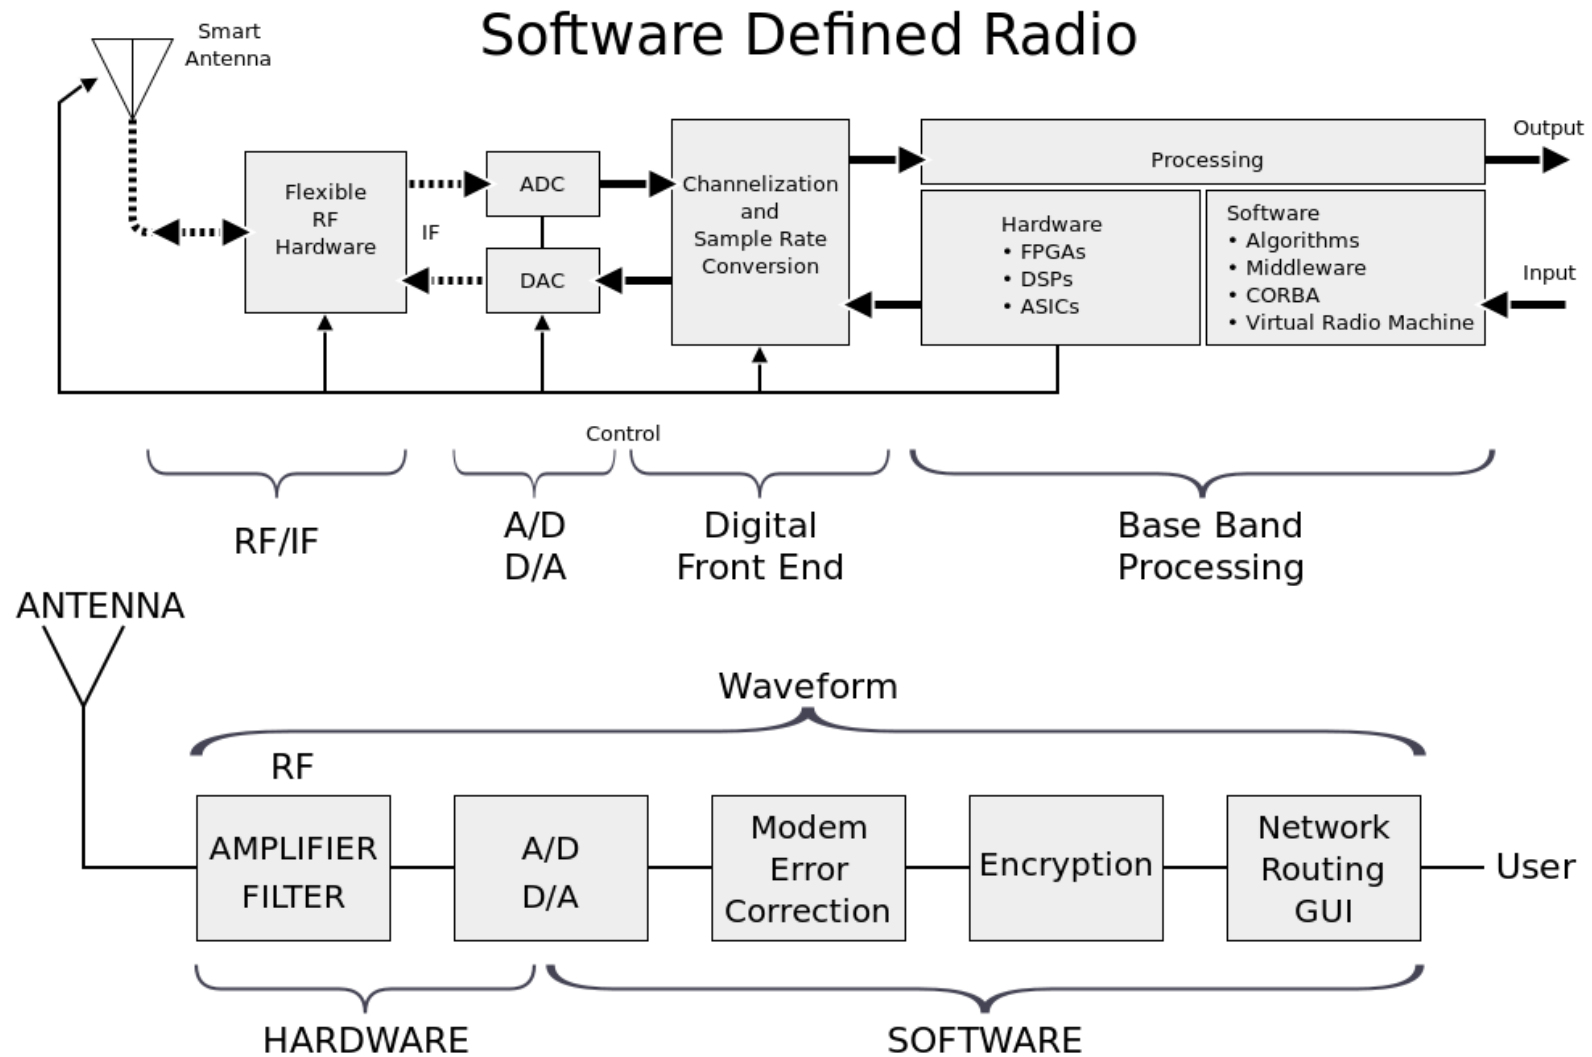 Software Defined Radio
Smart
Antenna
Flexible
RF
Hardware
IF
ADC
DAC
Channelization
and
Sample Rate
Conversion
Processing
Hardware
• FPGAs
• DSPs
• ASICs
Software
• Algorithms
• Middleware
• CORBA
• Virtual Radio Machine
Output
Input
Control
RF/IF
A/D
D/A
Digital
Front End
Base Band
Processing
ANTENNA
Waveform
RF
AMPLIFIER
FILTER
A/D
D/A
Modem
Error
Correction
Encryption
Network
Routing
GUI
User
HARDWARE
SOFTWARE